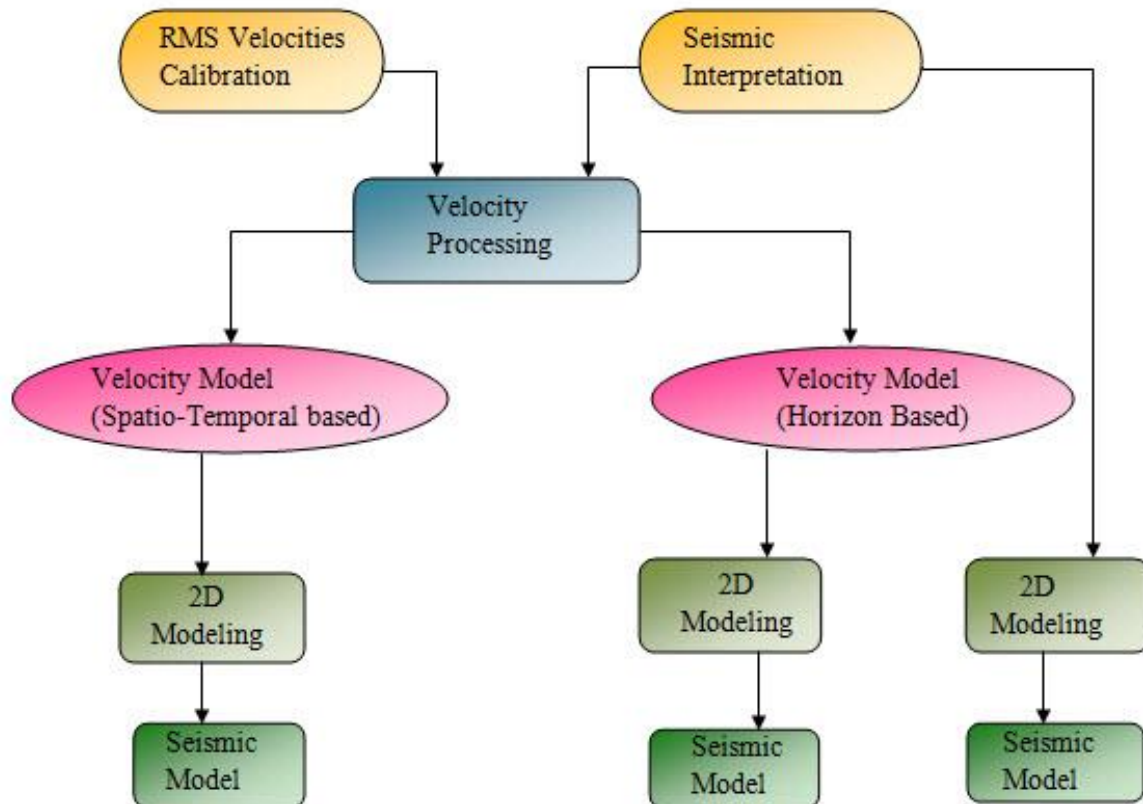 RMS Velocities
Calibration
Seismic
Interpretation
Velocity
Processing
Velocity Model
(Spatio-Temporal based)
Velocity Model
(Horizon Based)
2D
Modeling
2D
Modeling
2D
Modeling
Seismic
Model
Seismic
Model
Seismic
Model